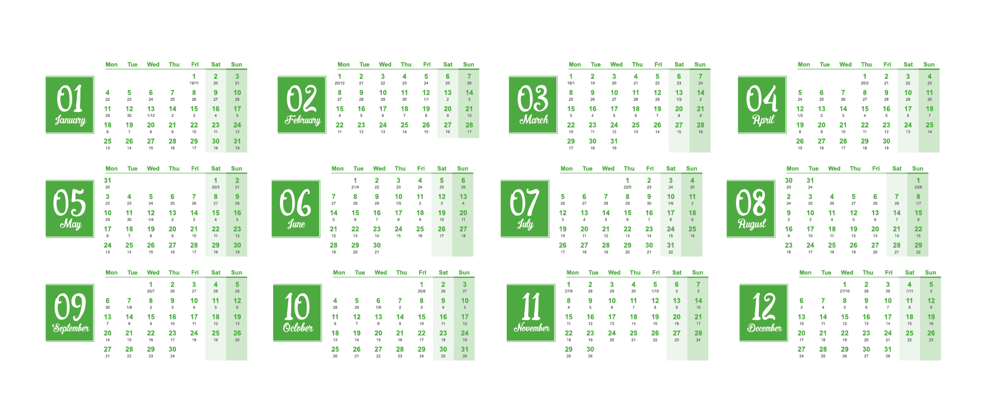 01
January
Mon Tue Wed Thu Fri Sat Sun
1 2 3
19/11 20 21
4 5 6 7 8 9 10
22 23 24 25 26 27 28
11 12 13 14 15 16 17
29 30 1/12 2 3 4 5
18 19 20 21 22 23 24
6 7 8 9 10 11 12
25 26 27 28 29 30 31
13 14 15 16 17 18 19
02
February
Mon Tue Wed Thu Fri Sat Sun
1 2 3 4 5 6 7
20/12 21 22 23 24 25 26
8 9 10 11 12 13 14
27 28 29 30 1/1 2 3
15 16 17 18 19 20 21
4 5 6 7 8 9 10
22 23 24 25 26 27 28
11 12 13 14 15 16 17
03
March
Mon Tue Wed Thu Fri Sat Sun
1 2 3 4 5 6 7
18/1 19 20 21 22 23 24
8 9 10 11 12 13 14
25 26 27 28 29 1/2 2
15 16 17 18 19 20 21
3 4 5 6 7 8 9
22 23 24 25 26 27 28
10 11 12 13 14 15 16
29 30 31
17 18 19
04
April
Mon Tue Wed Thu Fri Sat Sun
1 2 3 4
20/2 21 22 23
5 6 7 8 9 10 11
24 25 26 27 28 29 30
12 13 14 15 16 17 18
1/3 2 3 4 5 6 7
19 20 21 22 23 24 25
8 9 10 11 12 13 14
26 27 28 29 30
15 16 17 18 19
05
May
Mon Tue Wed Thu Fri Sat Sun
31 1 2
20 20/3 21
3 4 5 6 7 8 9
22 23 24 25 26 27 28
10 11 12 13 14 15 16
29 30 1/4 2 3 4 5
17 18 19 20 21 22 23
6 7 8 9 10 11 12
24 25 26 27 28 29 30
13 14 15 16 17 18 19
06
June
Mon Tue Wed Thu Fri Sat Sun
1 2 3 4 5 6
21/4 22 23 24 25 26
7 8 9 10 11 12 13
27 28 29 1/5 2 3 4
14 15 16 17 18 19 20
5 6 7 8 9 10 11
21 22 23 24 25 26 27
12 13 14 15 16 17 18
28 29 30
19 20 21
07
July
Mon Tue Wed Thu Fri Sat Sun
1 2 3 4
22/5 23 24 25
5 6 7 8 9 10 11
26 27 28 29 30 1/6 2
12 13 14 15 16 17 18
3 4 5 6 7 8 9
19 20 21 22 23 24 25
10 11 12 13 14 15 16
26 27 28 29 30 31
17 18 19 20 21 22
08
August
Mon Tue Wed Thu Fri Sat Sun
30 31 1
23 24 23/6
2 3 4 5 6 7 8
24 25 26 27 28 29 1/7
9 10 11 12 13 14 15
2 3 4 5 6 7 8
16 17 18 19 20 21 22
9 10 11 12 13 14 15
23 24 25 26 27 28 29
16 17 18 19 20 21 22
09
September
Mon Tue Wed Thu Fri Sat Sun
1 2 3 4 5
25/7 26 27 28 29
6 7 8 9 10 11 12
30 1/8 2 3 4 5 6
13 14 15 16 17 18 19
7 8 9 10 11 12 13
20 21 22 23 24 25 26
14 15 16 17 18 19 20
27 28 29 30
21 22 23 24
10
October
Mon Tue Wed Thu Fri Sat Sun
1 2 3
25/8 26 27
4 5 6 7 8 9 10
28 29 1/9 2 3 4 5
11 12 13 14 15 16 17
6 7 8 9 10 11 12
18 19 20 21 22 23 24
13 14 15 16 17 18 19
25 26 27 28 29 30 31
20 21 22 23 24 25 26
11
November
Mon Tue Wed Thu Fri Sat Sun
1 2 3 4 5 6 7
27/9 28 29 30 1/10 2 3
8 9 10 11 12 13 14
4 5 6 7 8 9 10
15 16 17 18 19 20 21
11 12 13 14 15 16 17
22 23 24 25 26 27 28
18 19 20 21 22 23 24
29 30
25 26
12
December
Mon Tue Wed Thu Fri Sat Sun
1 2 3 4 5
27/10 28 29 1/11 2
6 7 8 9 10 11 12
3 4 5 6 7 8 9
13 14 15 16 17 18 19
10 11 12 13 14 15 16
20 21 22 23 24 25 26
17 18 19 20 21 22 23
27 28 29 30 31
24 25 26 27 28